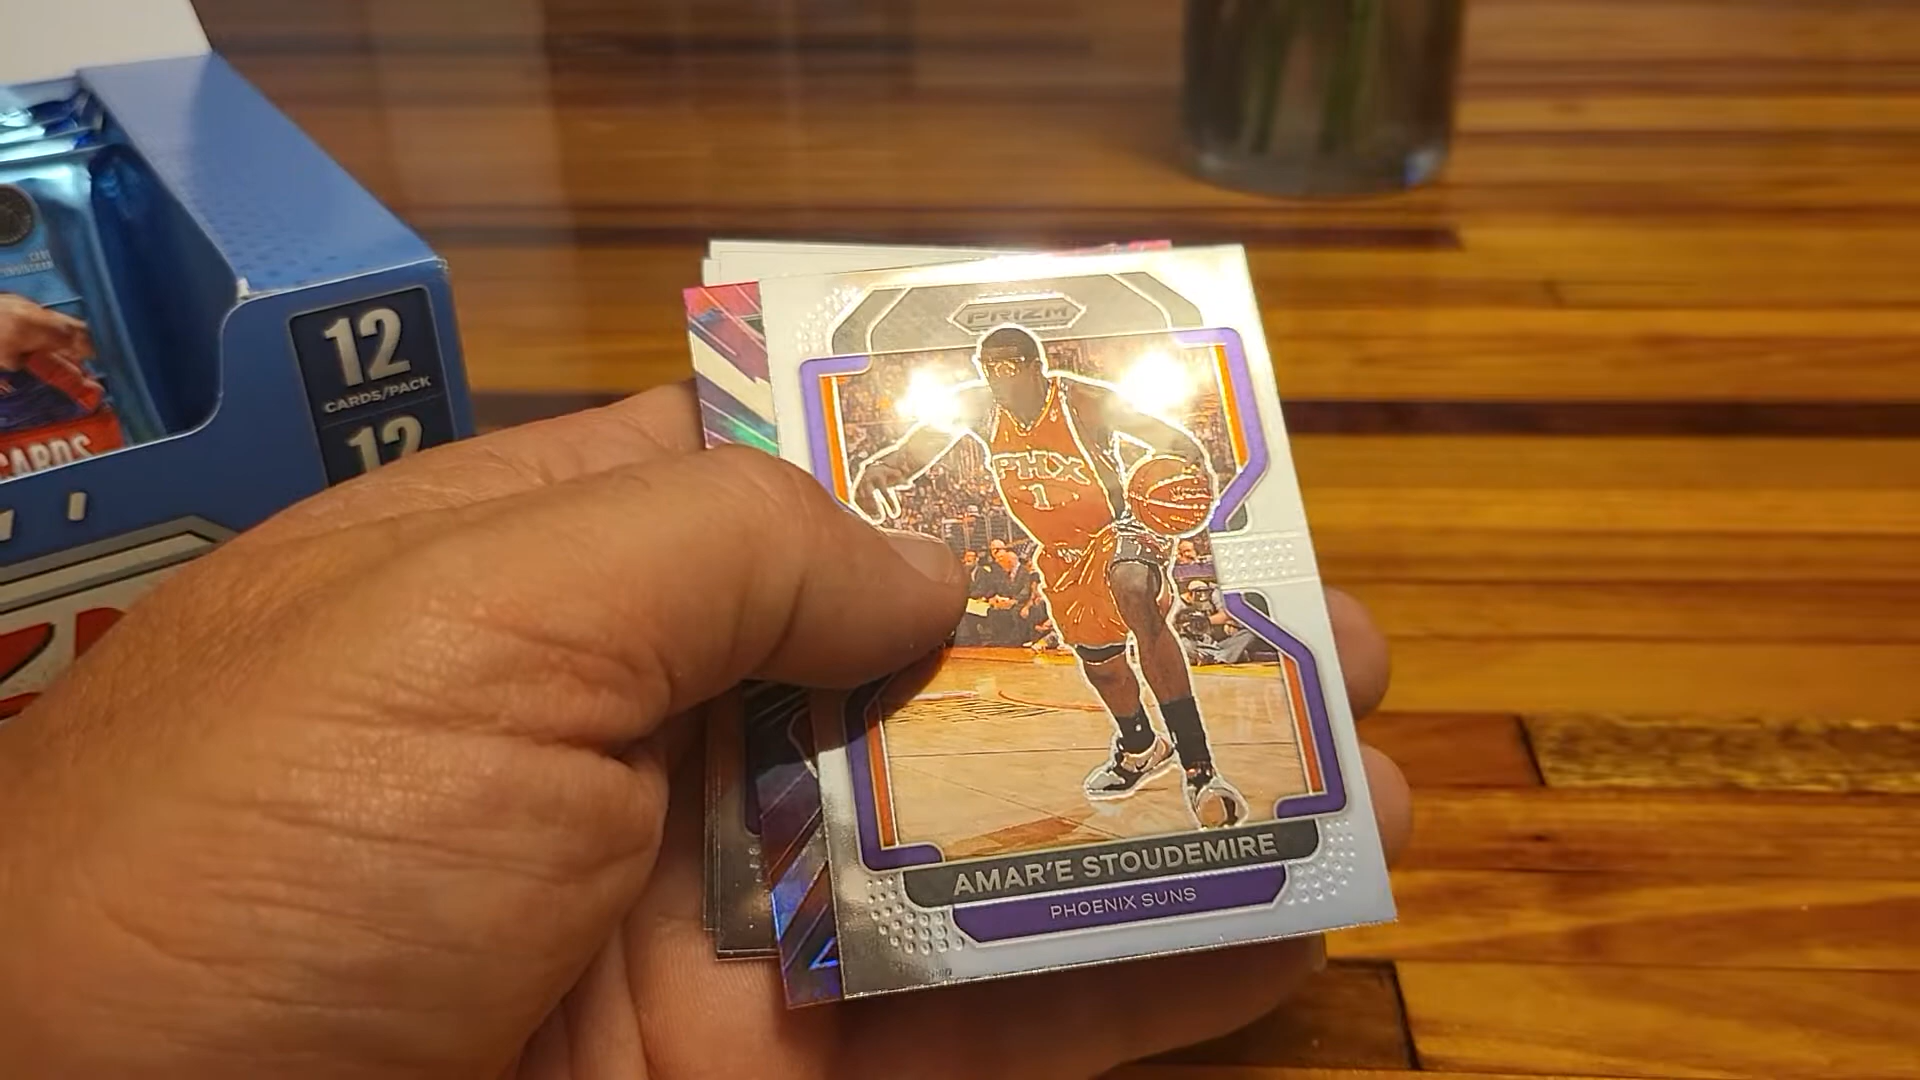 12
CARDS/PACK
12
CARDS
PRIZM
PHX
1
AMAR'E STOUDEMIRE
PHOENIX SUNS